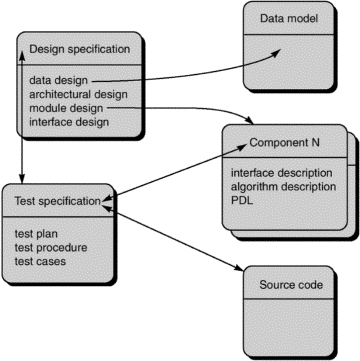 Design specification
data design
architectural design
module design
interface design
Data model
Component N
interface description
algorithm description
PDL
Test specification
test plan
test procedure
test cases
Source code